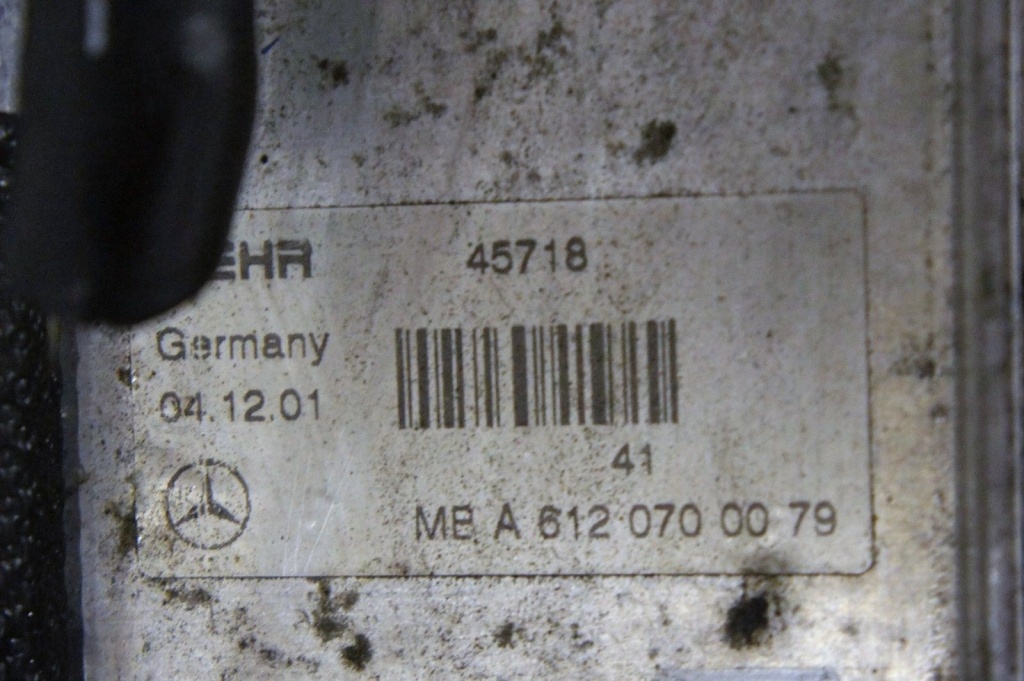 EHR 45718
Germany
04.12.01
41
MB A 612 070 00 79